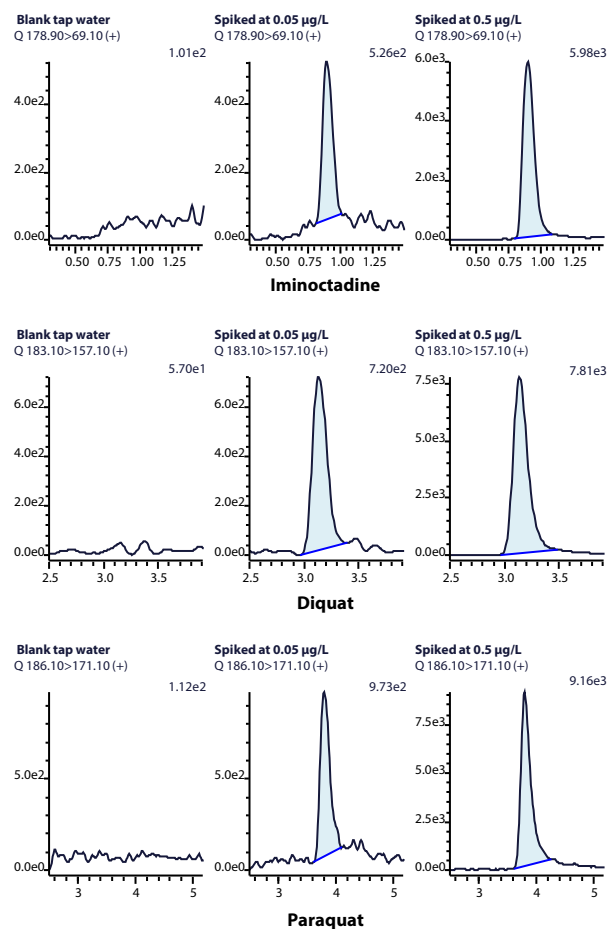 Blank tap water
Q 178.90>69.10 (+)
1.01e2
4.0e2
2.0e2
0.0e0
0.50 0.75 1.00 1.25
Spiked at 0.05 µg/L
Q 178.90>69.10 (+)
5.26e2
4.0e2
2.0e2
0.0e0
0.50 0.75 1.00 1.25
Spiked at 0.5 µg/L
Q 178.90>69.10 (+)
5.98e3
6.0e3
4.0e3
2.0e3
0.0e0
0.50 0.75 1.00 1.25
Iminoctadine
Blank tap water
Q 183.10>157.10 (+)
5.70e1
6.0e2
4.0e2
2.0e2
0.0e0
2.5 3.0 3.5
Spiked at 0.05 µg/L
Q 183.10>157.10 (+)
7.20e2
6.0e2
4.0e2
2.0e2
0.0e0
2.5 3.0 3.5
Spiked at 0.5 µg/L
Q 183.10>157.10 (+)
7.81e3
7.5e3
5.0e3
2.5e3
0.0e0
2.5 3.0 3.5
Diquat
Blank tap water
Q 186.10>171.10 (+)
1.12e2
5.0e2
0.0e0
3 4 5
Spiked at 0.05 µg/L
Q 186.10>171.10 (+)
9.73e2
5.0e2
0.0e0
3 4 5
Spiked at 0.5 µg/L
Q 186.10>171.10 (+)
9.16e3
7.5e3
5.0e3
2.5e3
0.0e0
3 4 5
Paraquat